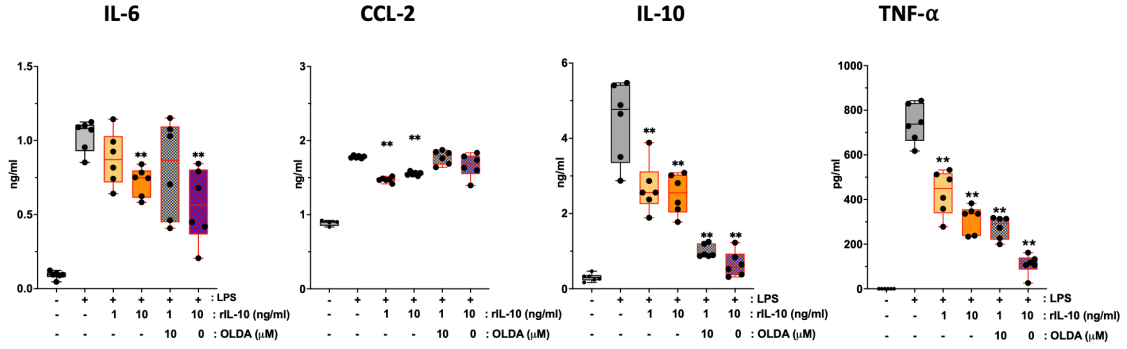 IL-6 CCL-2 IL-10 TNF-α
1.5 3 6 1000
** ** ** ** ** ** ** ** ** ** ** **
800
1.0 2 4
600
ng/ml ng/ml ng/ml pg/ml
400
0.5 1 2
200
0.0 0 0 0
- + + + + + : LPS - + + + + + - + + + + + - + + + + + : LPS
- - 1 10 1 10 : rIL-10 (ng/ml) - - 1 10 1 10 : rIL-10 (ng/ml) - - 1 10 1 10 : rIL-10 (ng/ml) - - 1 10 1 10 : rIL-10 (ng/ml)
- - - - 10 0 : OLDA (μM) - - - - 10 0 : OLDA (μM) - - - - 10 0 : OLDA (μM) - - - - 10 0 : OLDA (μM)